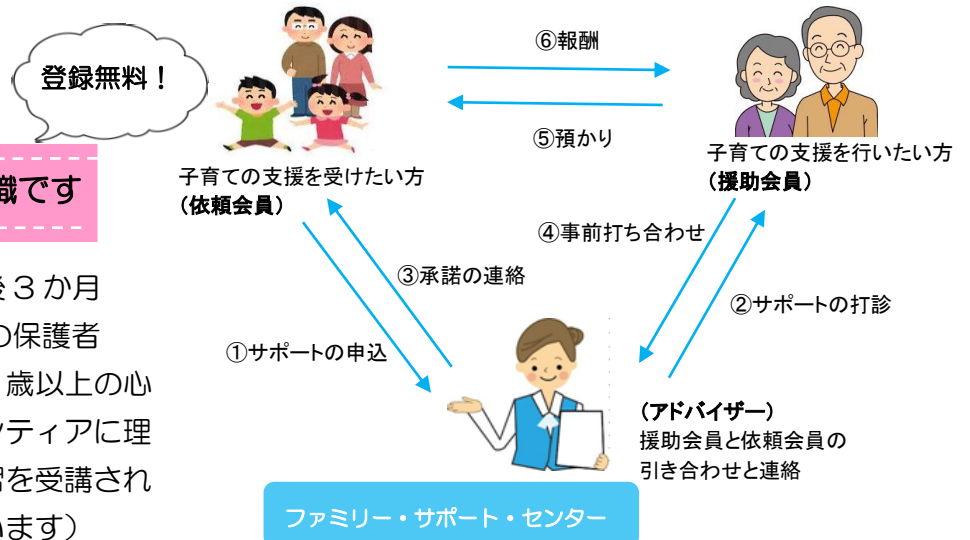 登録無料！
⑥報酬
⑤預かり
子育ての支援を受けたい方
（依頼会員）
子育ての支援を行いたい方
（援助会員）
職です
④事前打ち合わせ
③承諾の連絡
②サポートの打診
①サポートの申込
後３か月
の保護者
歳以上の心
ンティアに理
習を受講され
います）
（アドバイザー）
援助会員と依頼会員の
引き合わせと連絡
ファミリー・サポート・センター